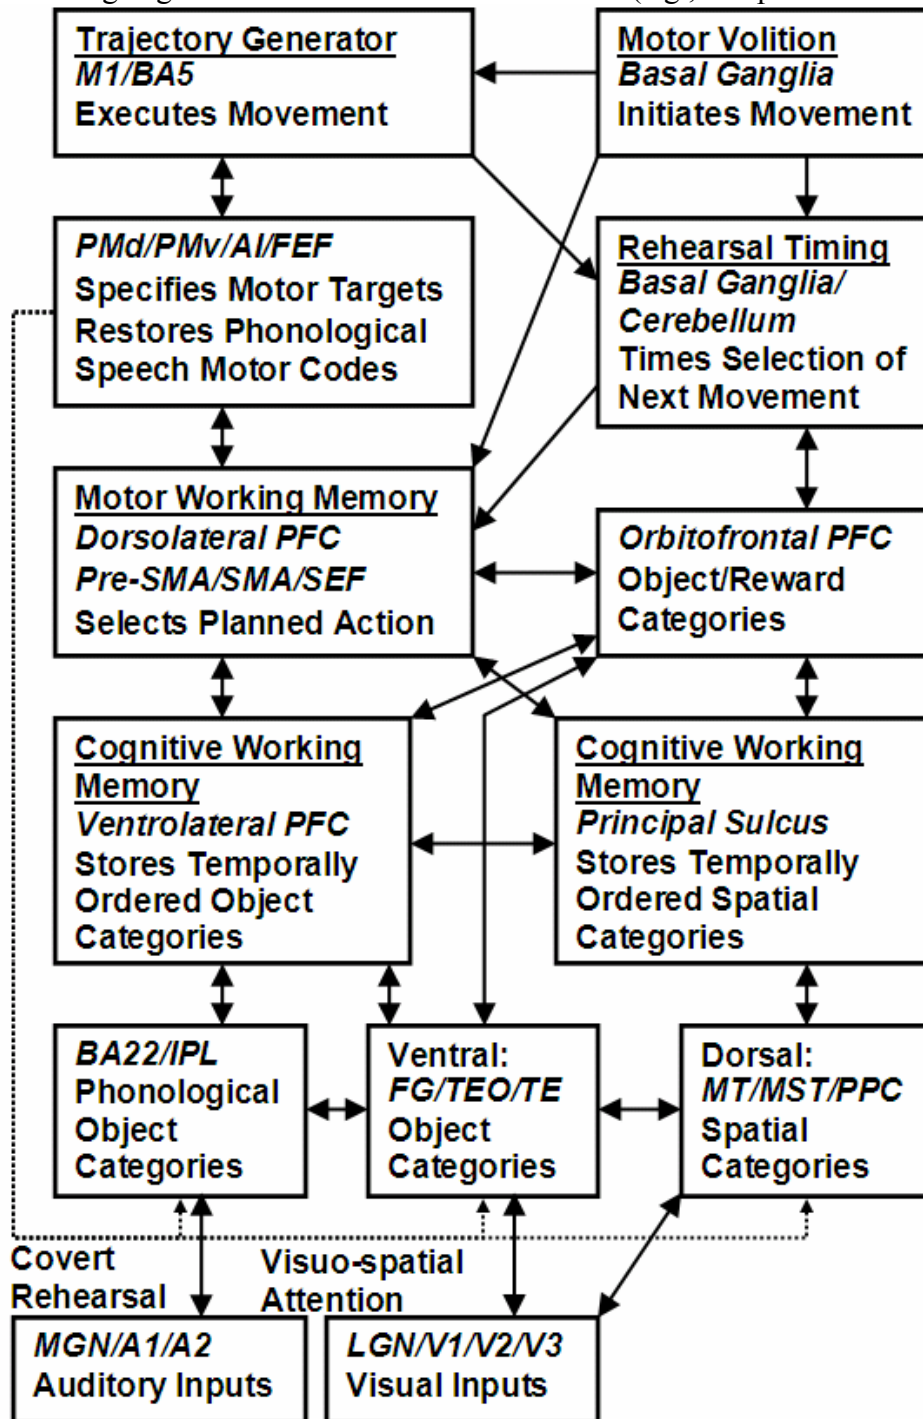 Trajectory Generator
M1/BA5
Executes Movement
Motor Volition
Basal Ganglia
Initiates Movement
PMd/PMv/AI/FEF
Specifies Motor Targets
Restores Phonological
Speech Motor Codes
Rehearsal Timing
Basal Ganglia/
Cerebellum
Times Selection of
Next Movement
Motor Working Memory
Dorsolateral PFC
Pre-SMA/SMA/SEF
Selects Planned Action
Orbitofrontal PFC
Object/Reward
Categories
Cognitive Working
Memory
Ventrolateral PFC
Stores Temporally
Ordered Object
Categories
Cognitive Working
Memory
Principal Sulcus
Stores Temporally
Ordered Spatial
Categories
BA22/IPL
Phonological
Object
Categories
Ventral:
FG/TEO/TE
Object
Categories
Dorsal:
MT/MST/PPC
Spatial
Categories
Covert
Rehearsal
Visuo-spatial
Attention
MGN/A1/A2
Auditory Inputs
LGN/V1/V2/V3
Visual Inputs